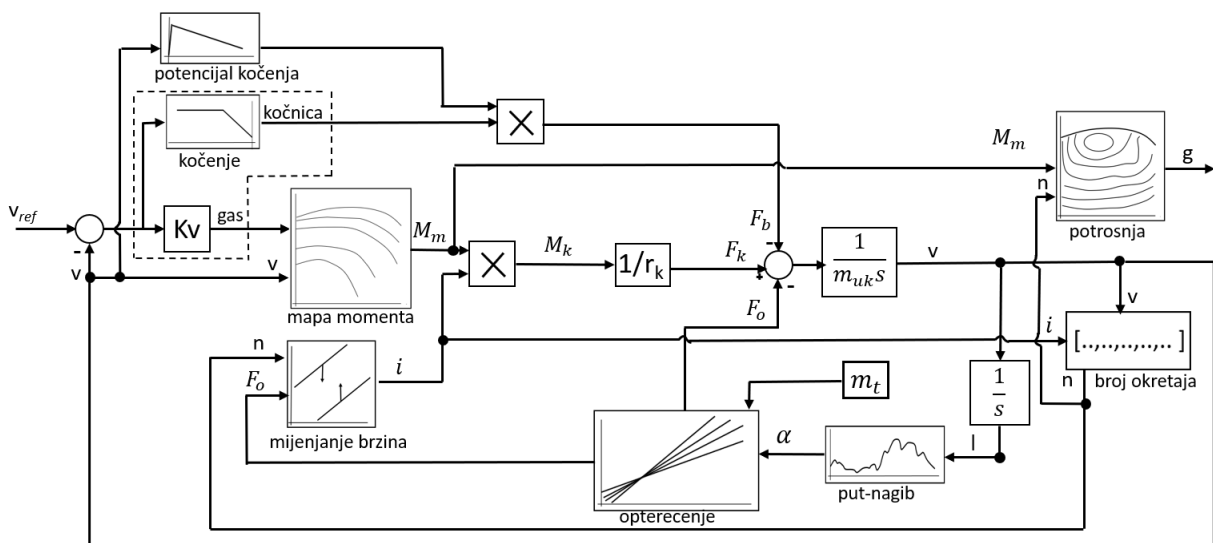 potencijal kočenja
kočnica
kočenje
v_ref
-
Kv
gas
v
v
mapa momenta
M_m
×
M_k
1/r_k
F_k
F_b
-
+
-
F_o
1
m_uk s
v
M_m
n
g
potrosnja
v
i
[..,..,..,..,.. ]
n
broj okretaja
n
F_o
i
mijenjanje brzina
m_t
1
s
l
α
put-nagib
opterecenje
×